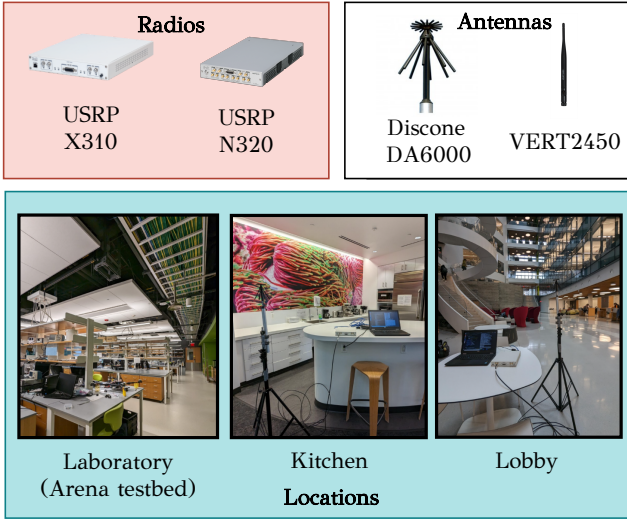 Radios
USRP
X310
USRP
N320
Antennas
Discone
DA6000
VERT2450
Laboratory
(Arena testbed)
Kitchen
Lobby
Locations